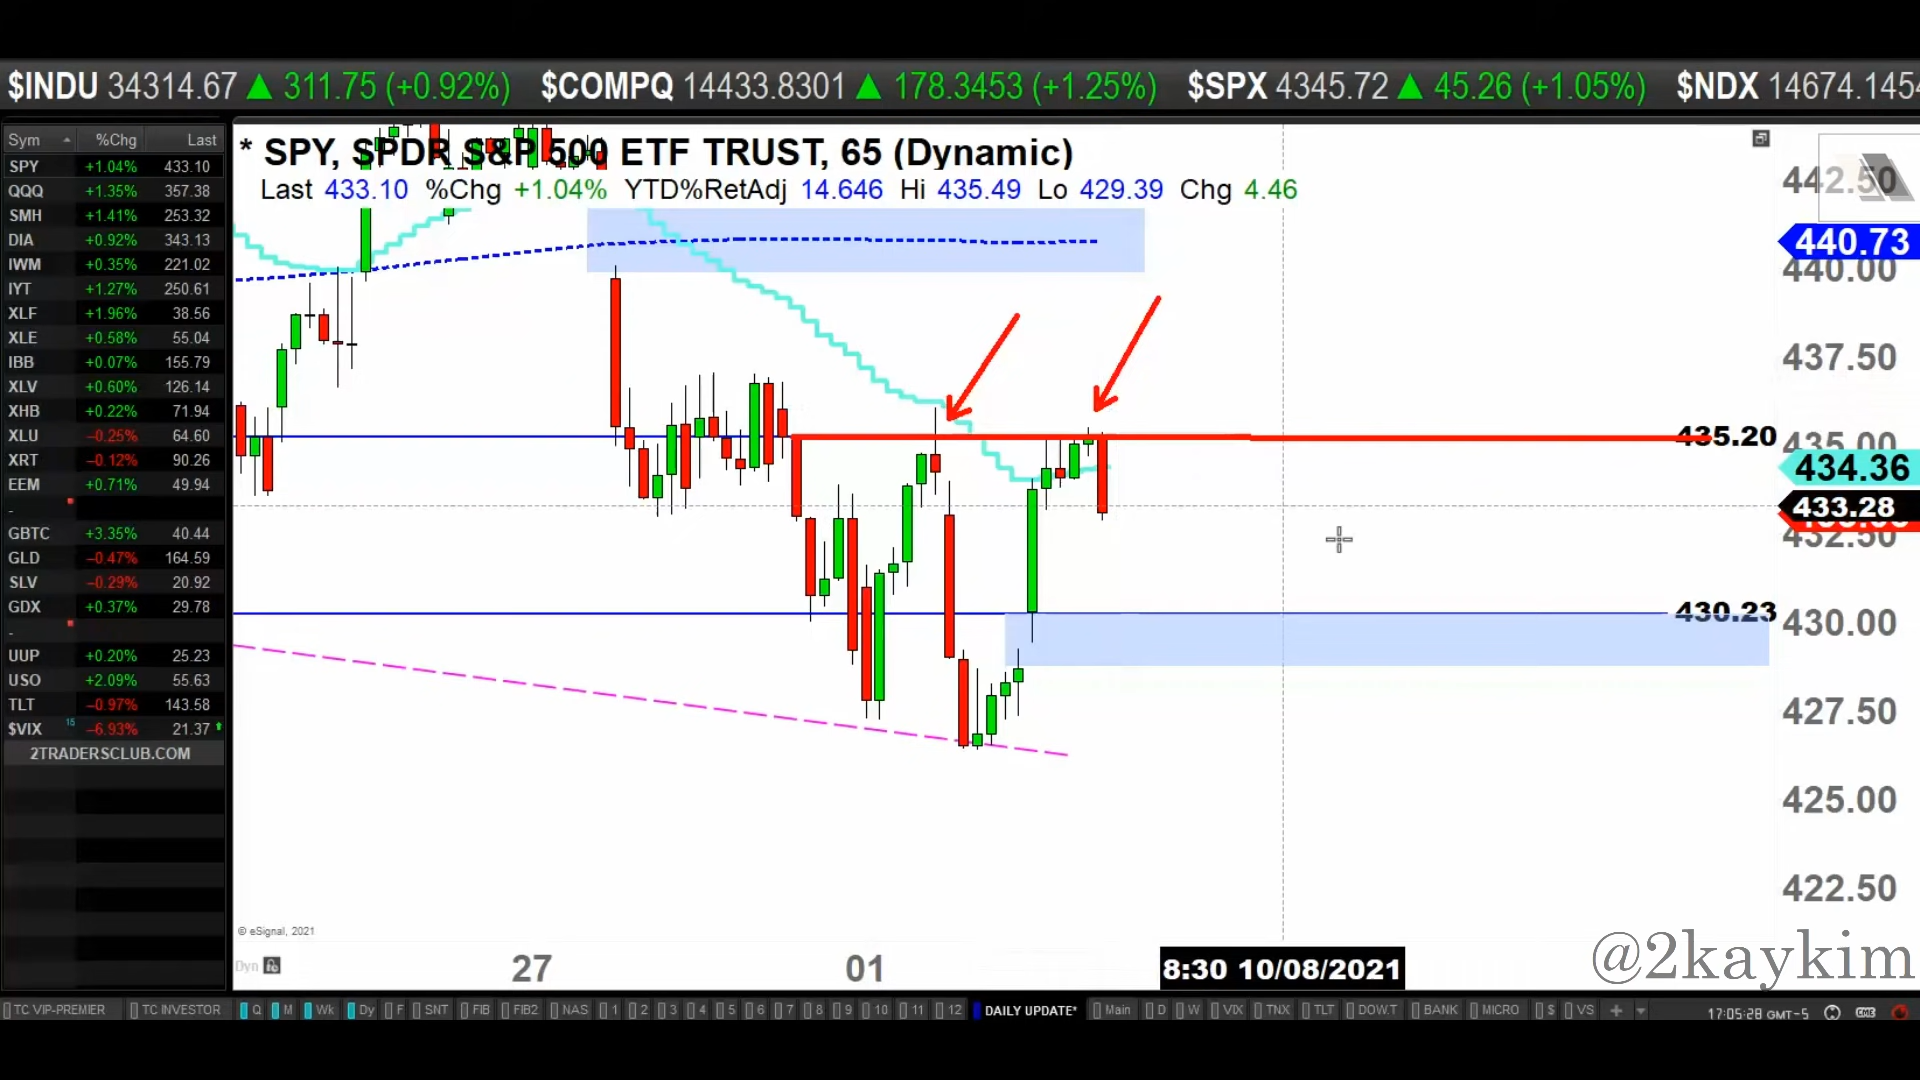 $INDU 34314.67 ▲ 311.75 (+0.92%) $COMPQ 14433.8301 ▲ 178.3453 (+1.25%) $SPX 4345.72 ▲ 45.26 (+1.05%) $NDX 14674.145
Sym %Chg Last
SPY +1.04% 433.10
QQQ +1.35% 357.38
SMH +1.41% 253.32
DIA +0.92% 343.13
IWM +0.35% 221.02
IYT +1.27% 250.61
XLF +1.96% 38.56
XLE +0.58% 55.04
IBB +0.07% 155.79
XLV +0.60% 126.14
XHB +0.22% 71.94
XLU –0.25% 64.60
XRT –0.12% 90.26
EEM +0.71% 49.94
-
GBTC +3.35% 40.44
GLD –0.47% 164.59
SLV –0.29% 20.92
GDX +0.37% 29.78
-
UUP +0.20% 25.23
USO +2.09% 55.63
TLT –0.97% 143.58
$VIX 15 –6.93% 21.37
2TRADERSCLUB.COM
* SPY, SPDR S&P 500 ETF TRUST, 65 (Dynamic)
Last 433.10 %Chg +1.04% YTD%RetAdj 14.646 Hi 435.49 Lo 429.39 Chg 4.46
442.50
440.73
440.00
437.50
435.20
435.00
434.36
433.28
432.50
430.23
430.00
427.50
425.00
422.50
© eSignal, 2021
Dyn 27 01 8:30 10/08/2021
@2kaykim
TC VIP-PREMIER TC INVESTOR Q M Wk Dy F SNT FIB FIB2 NAS 1 2 3 4 5 6 7 8 9 10 11 12 DAILY UPDATE* Main D W VIX TNX TLT DOW.T BANK MICRO $ VS + 17:05:28 GMT-5 CME